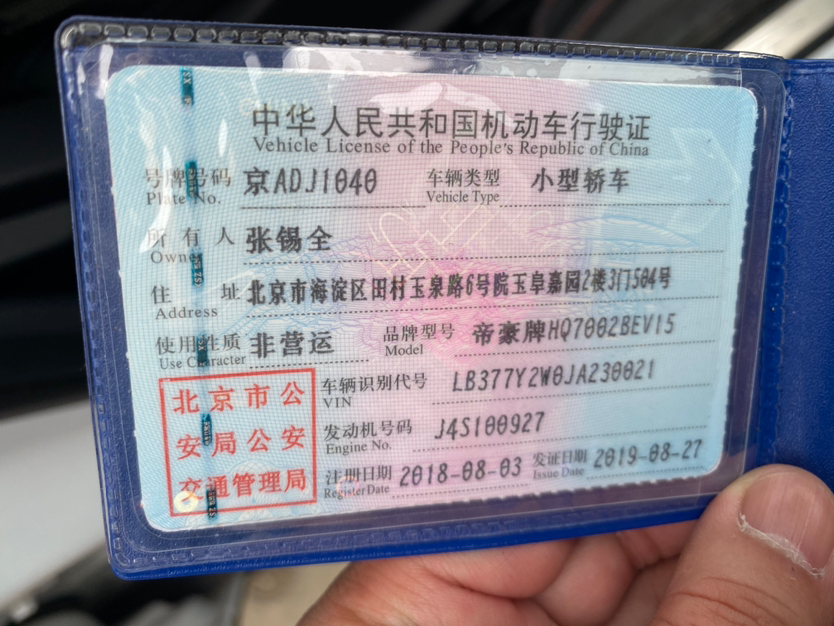 中华人民共和国机动车行驶证
Vehicle License of the People's Republic of China
号牌号码 京ADJ1040 车辆类型 小型轿车
Plate No. Vehicle Type
所有人 张锡全
Owner
住址 北京市海淀区田村玉泉路6号院玉阜嘉园2楼3门504号
Address
使用性质 非营运 品牌型号 帝豪牌HQ7002BEV15
Use Character Model
车辆识别代号 LB377Y2W0JA230021
VIN
发动机号码 J4S100927
Engine No.
注册日期 2018-08-03 发证日期 2019-08-27
Register Date Issue Date
北京市公
安局公安
交通管理局